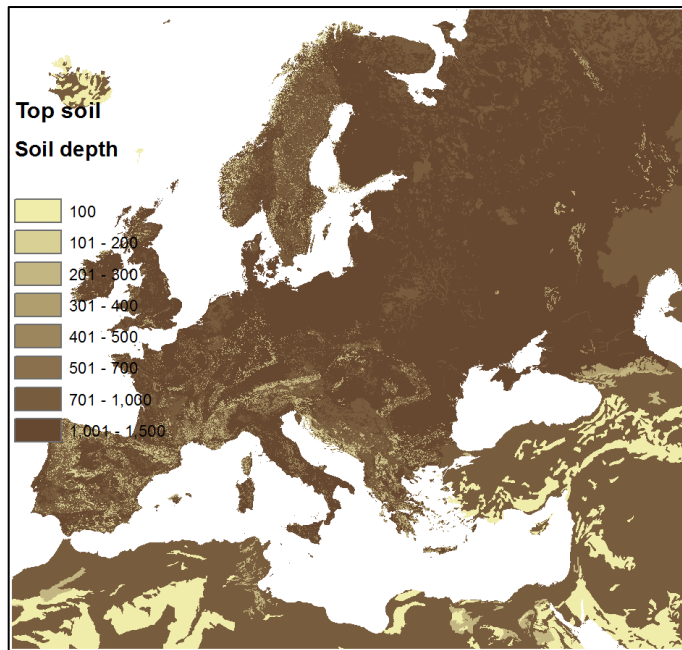 Top soil
Soil depth
100
101 - 200
201 - 300
301 - 400
401 - 500
501 - 700
701 - 1,000
1,001 - 1,500